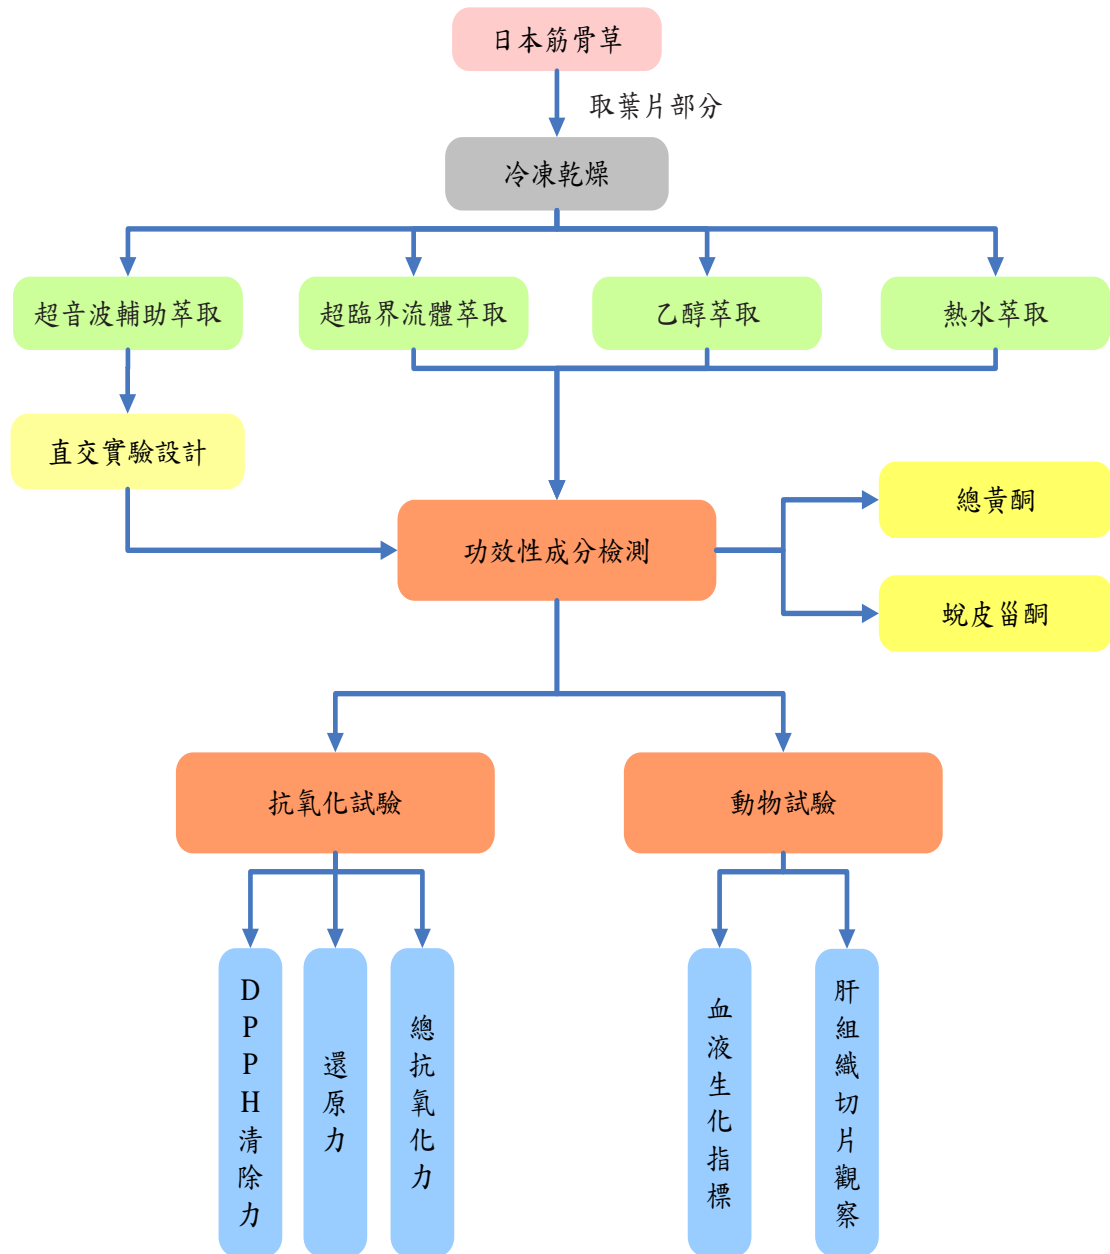 日本筋骨草
取葉片部分
冷凍乾燥
超音波輔助萃取
超臨界流體萃取
乙醇萃取
熱水萃取
直交實驗設計
總黃酮
功效性成分檢測
蛻皮甾酮
抗氧化試驗
動物試驗
DPPH清除力
還原力
總抗氧化力
血液生化指標
肝組織切片觀察